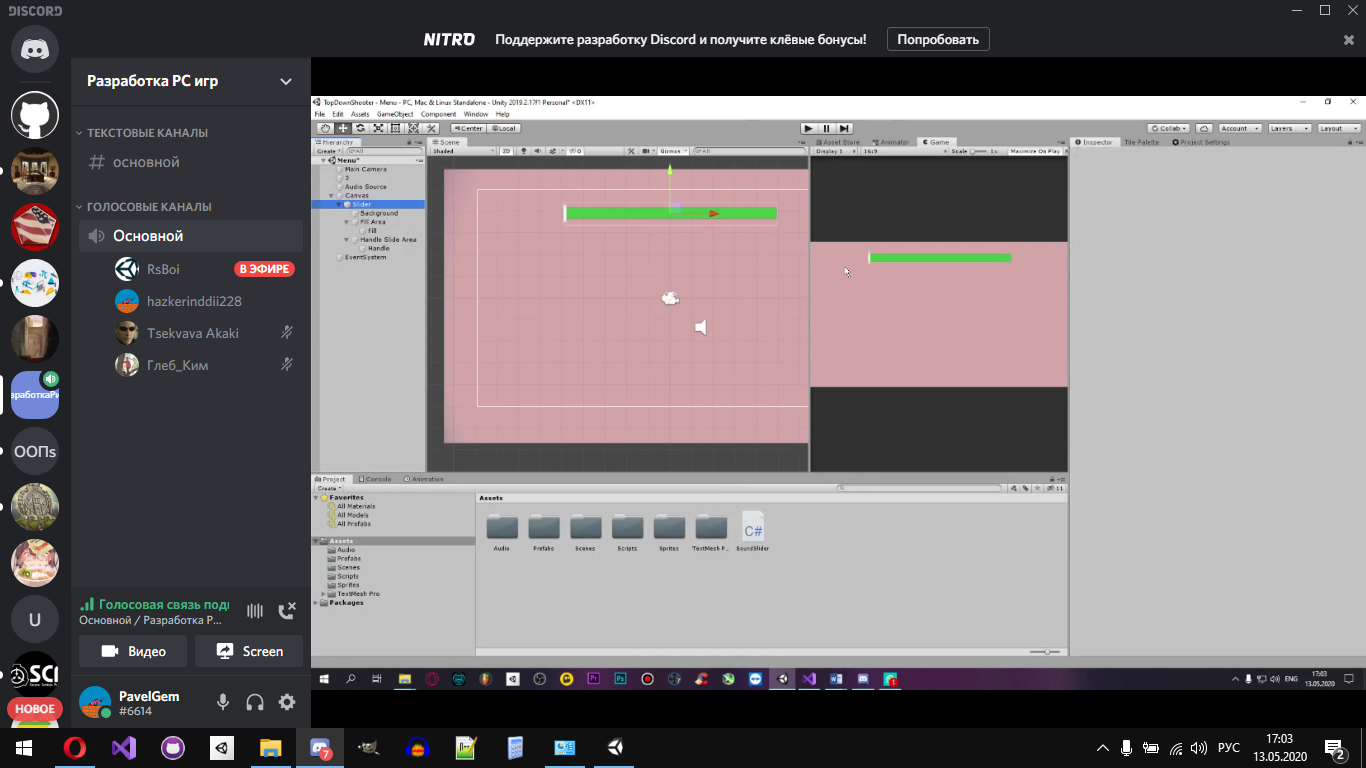 DISCORD
NITRO Поддержите разработку Discord и получите клёвые бонусы! Попробовать
Разработка PC игр
ТЕКСТОВЫЕ КАНАЛЫ
основной
ГОЛОСОВЫЕ КАНАЛЫ
Основной
RsBoi В ЭФИРЕ
hazkerinddii228
Tsekvava Akaki
Глеб_Ким
ООПs
U
SCI
НОВОЕ
Голосовая связь под
Основной / Разработка P...
Видео Screen
PavelGem
#6614
TopDownShooter - Menu - PC, Mac & Linux Standalone - Unity 2019.2.17f1 Personal* <DX11>
File Edit Assets GameObject Component Window Help
Center Local Collab Account Layers Layout
Hierarchy Scene Asset Store Animator Game Inspector Tile Palette Project Settings
Create All Shaded 2D Gizmos All Display 1 16:9 Scale 1x Maximize On Play
Menu*
Main Camera
3
Audio Source
Canvas
Slider
Background
Fill Area
Fill
Handle Slide Area
Handle
EventSystem
Project Console Animation
Create
Favorites
All Materials
All Models
All Prefabs
Assets
Audio
Prefabs
Scenes
Scripts
Sprites
TextMesh Pro
Packages
Assets
C#
Audio Prefabs Scenes Scripts Sprites TextMesh P... SoundSlider
ENG 17:03
13.05.2020
7
РУС 17:03
13.05.2020
2